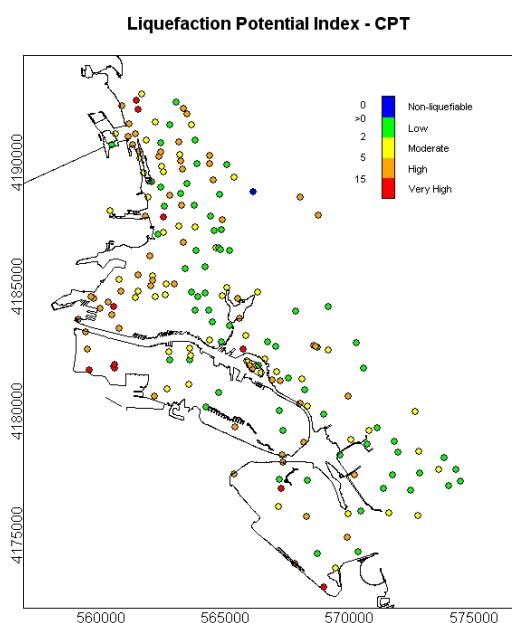 Liquefaction Potential Index - CPT
0
Non-liquefiable
>0
Low
2
Moderate
5
High
15
Very High
4190000
4185000
4180000
4175000
560000 565000 570000 575000